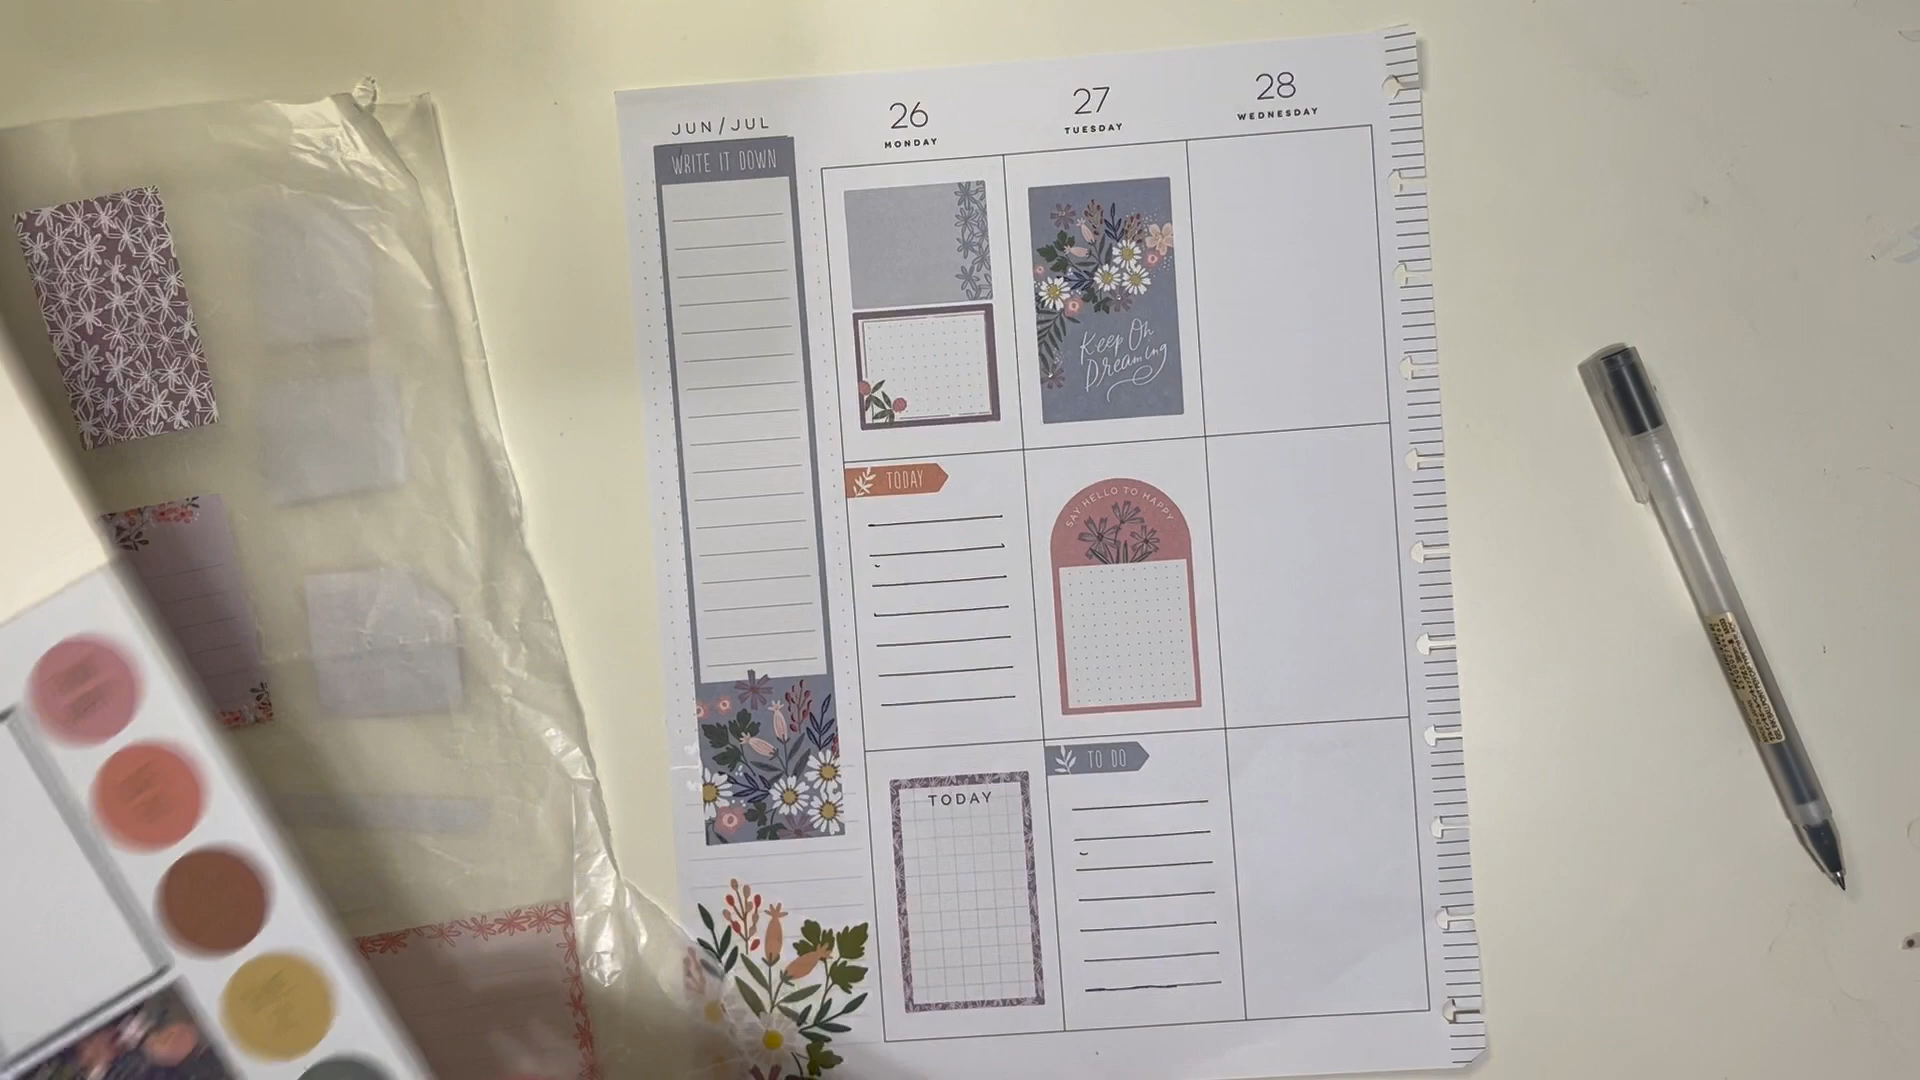 JUN/JUL
26
MONDAY
27
TUESDAY
28
WEDNESDAY
WRITE IT DOWN
Keep On
Dreaming
TODAY
SAY HELLO TO HAPPY
TODAY
TO DO